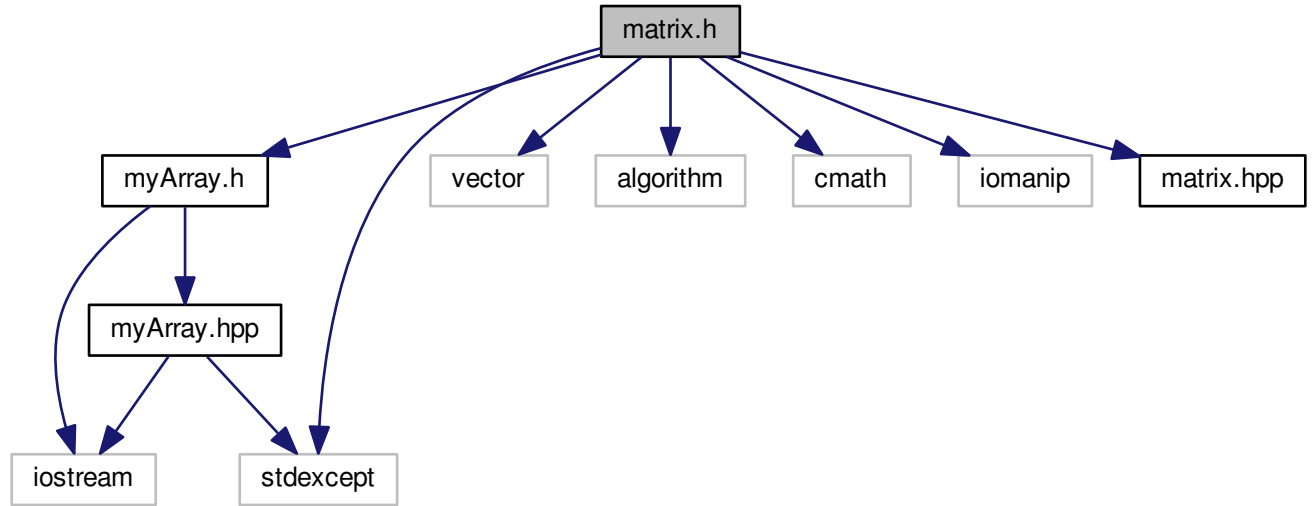 matrix.h
myArray.h
vector
algorithm
cmath
iomanip
matrix.hpp
myArray.hpp
iostream
stdexcept